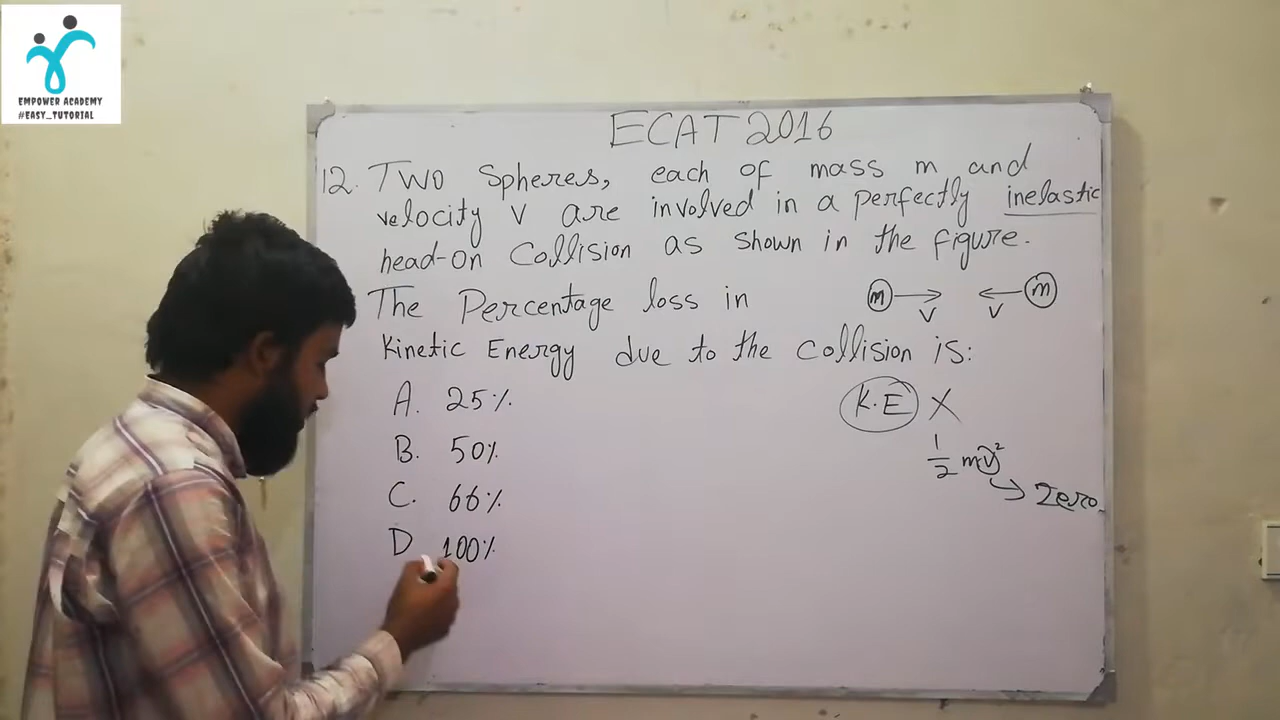 EMPOWER ACADEMY
#EASY_TUTORIAL
ECAT 2016
12. Two Spheres, each of mass m and
velocity v are involved in a perfectly inelastic
head-on Collision as shown in the figure.
The Percentage loss in
m v v m
Kinetic Energy due to the collision is:
A. 25%
K.E X
B. 50%
1/2 mv²
C. 66%
Zero.
D 100%